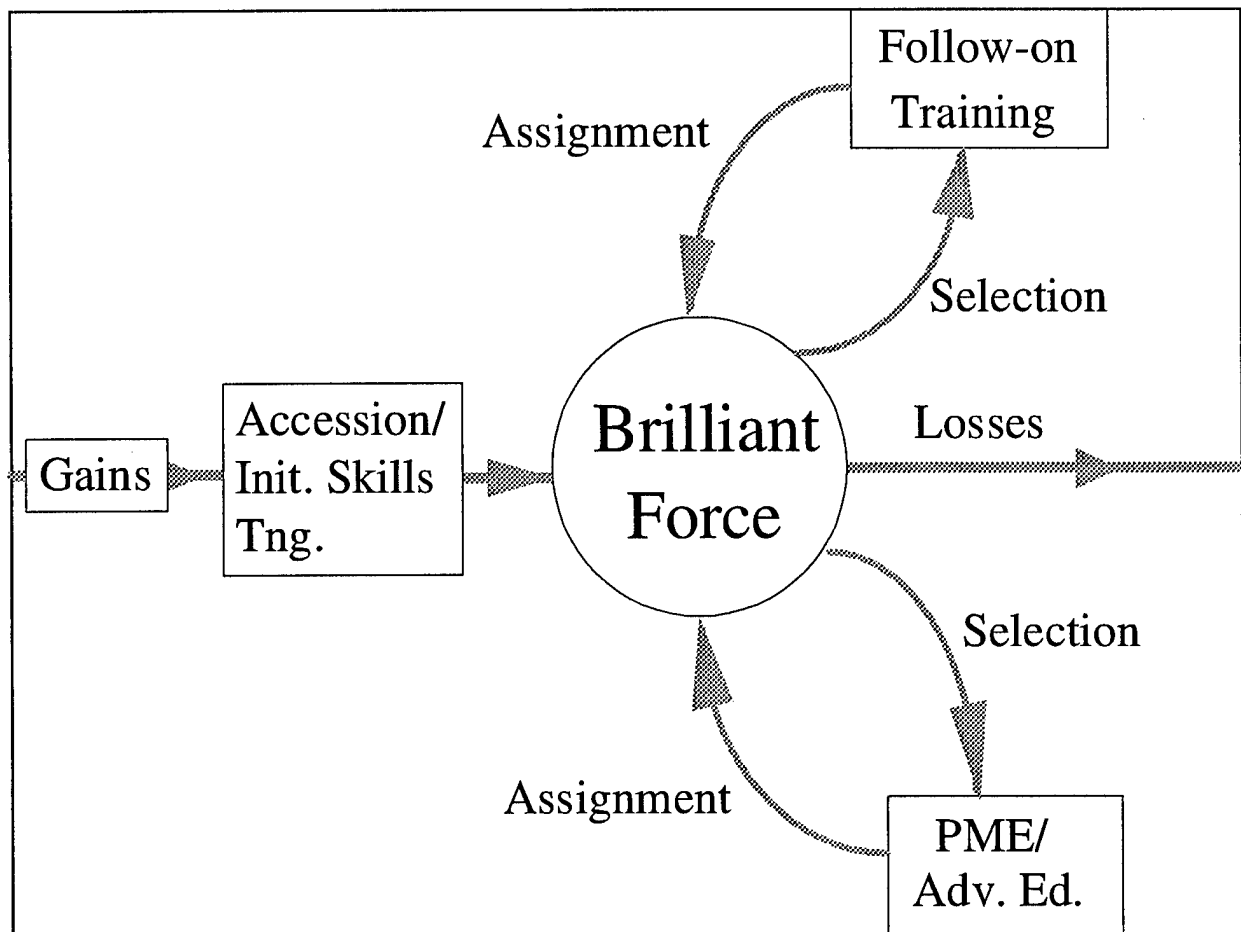 Follow-on
Training
Assignment
Selection
Accession/
Init. Skills
Tng.
Gains
Brilliant
Force
Losses
Selection
Assignment
PME/
Adv. Ed.